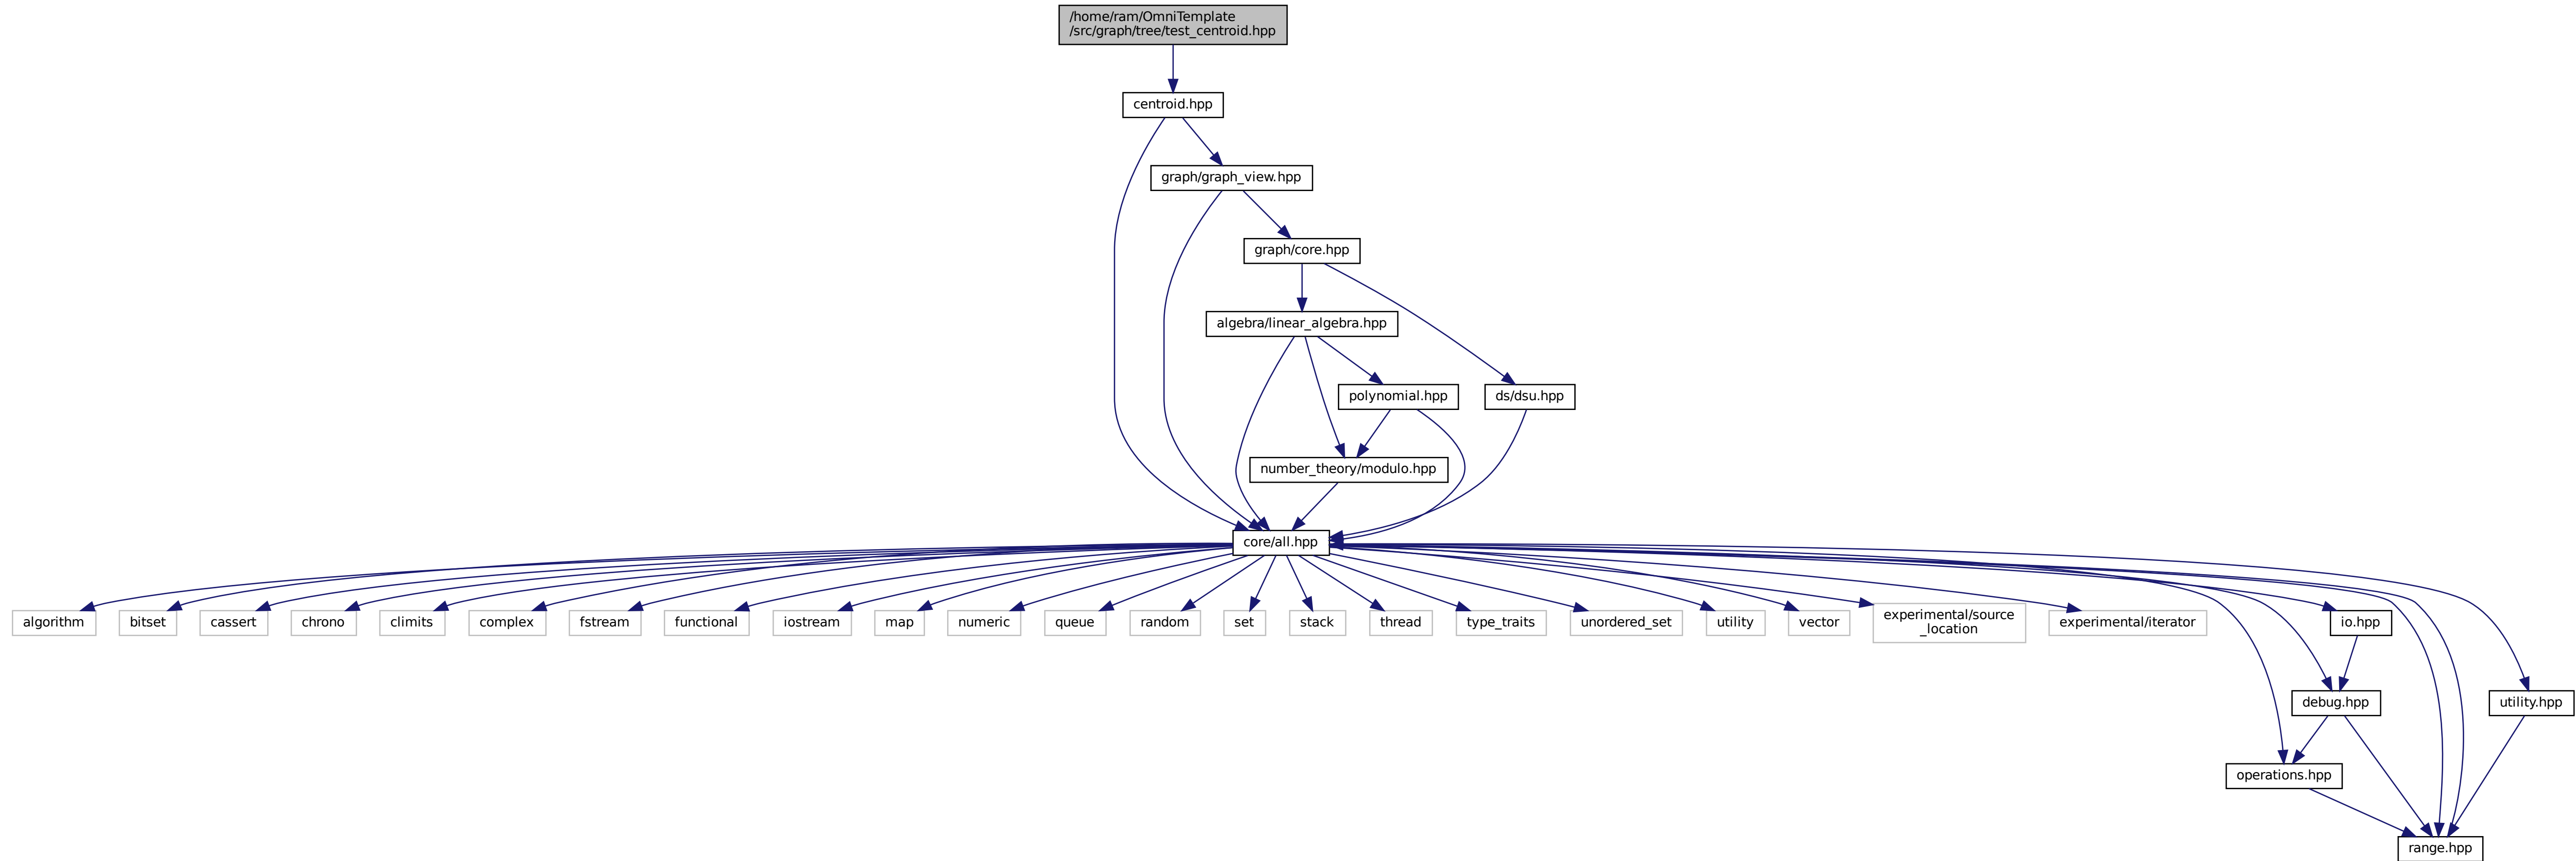 /home/ram/OmniTemplate
/src/graph/tree/test_centroid.hpp
centroid.hpp
graph/graph_view.hpp
graph/core.hpp
algebra/linear_algebra.hpp
polynomial.hpp
ds/dsu.hpp
number_theory/modulo.hpp
core/all.hpp
algorithm
bitset
cassert
chrono
climits
complex
fstream
functional
iostream
map
numeric
queue
random
set
stack
thread
type_traits
unordered_set
utility
vector
experimental/source
_location
experimental/iterator
io.hpp
debug.hpp
utility.hpp
operations.hpp
range.hpp